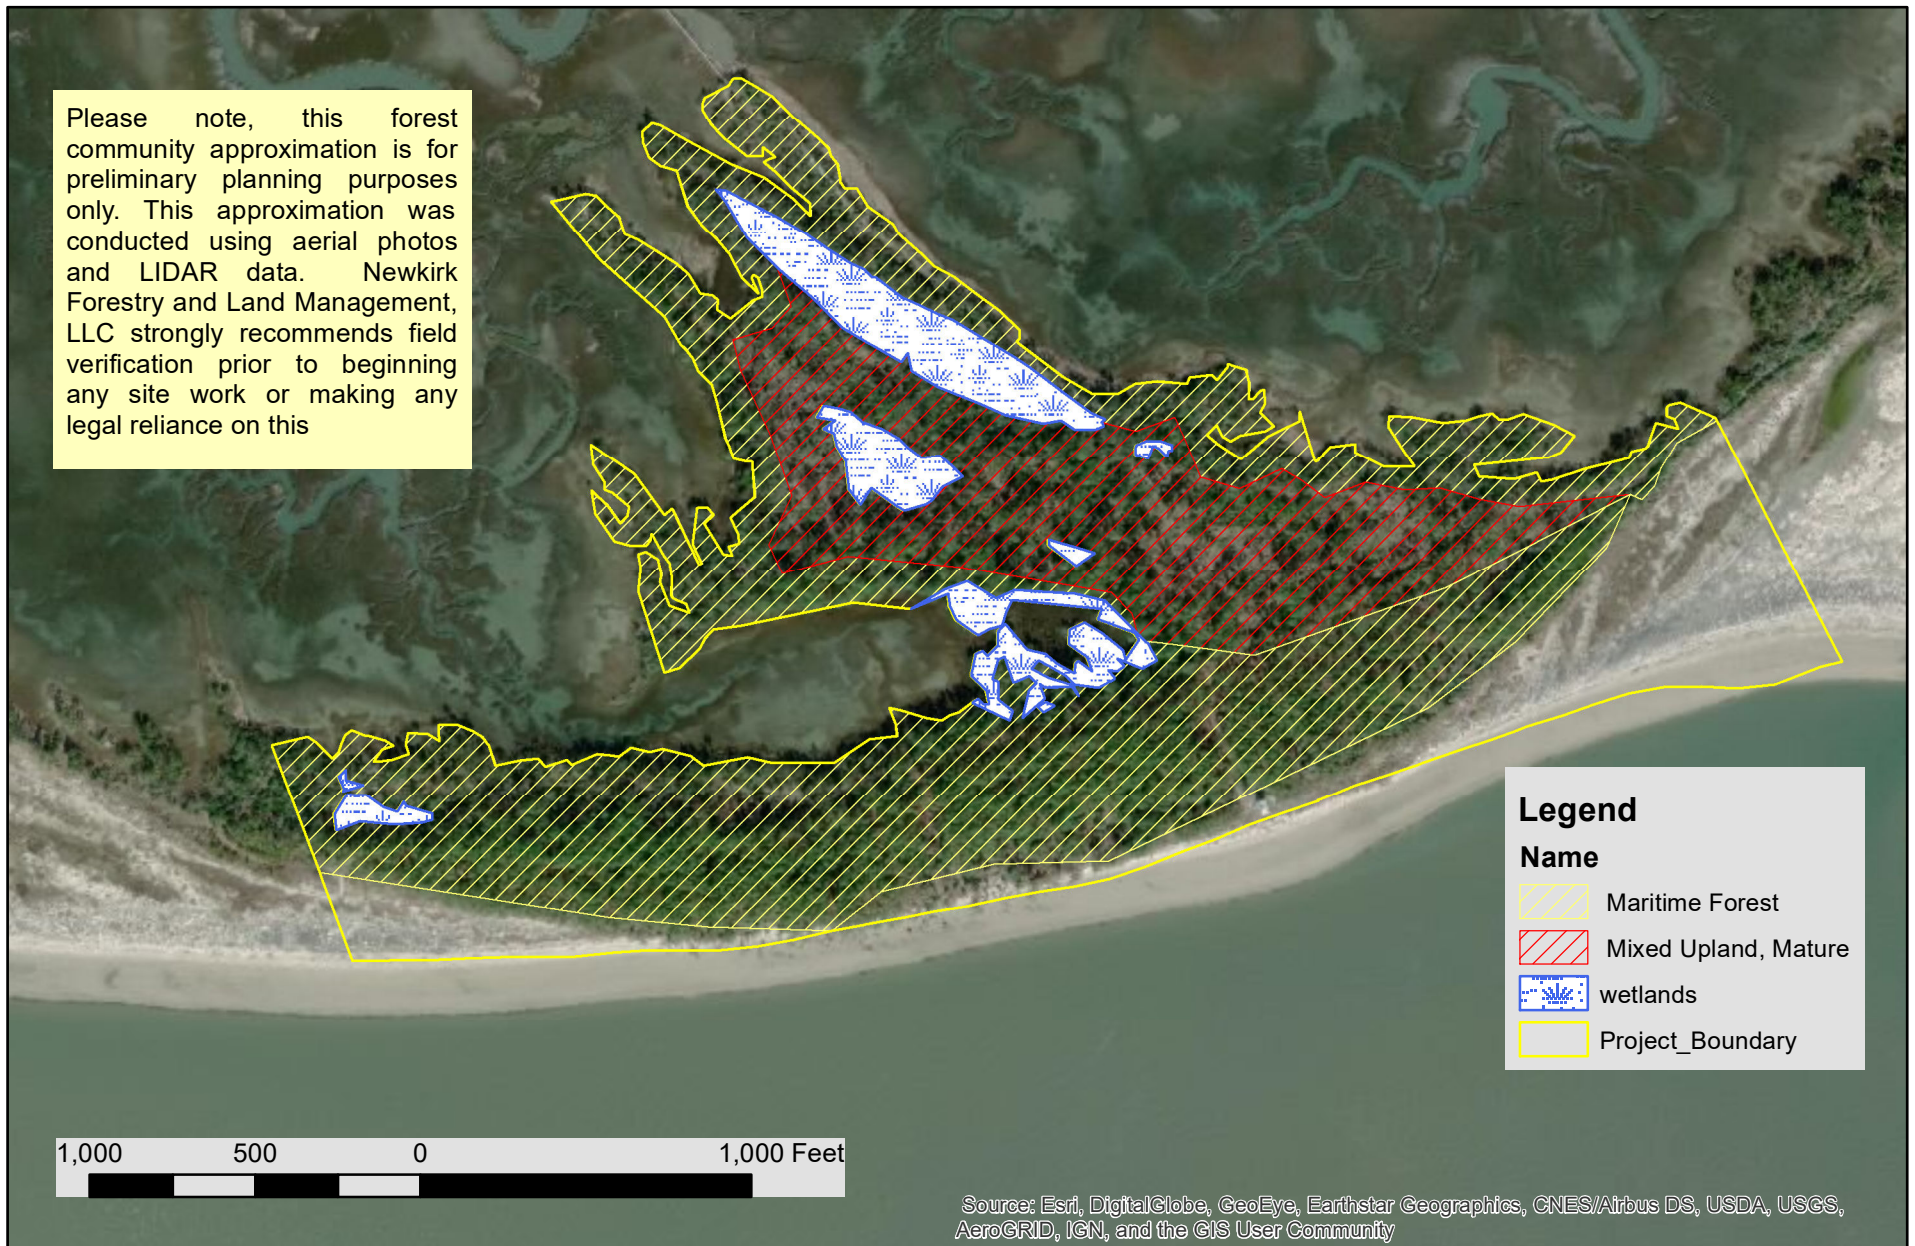 Please note, this forest
community approximation is for
preliminary planning purposes
only. This approximation was
conducted using aerial photos
and LIDAR data. Newkirk
Forestry and Land Management,
LLC strongly recommends field
verification prior to beginning
any site work or making any
legal reliance on this
Legend
Name
Maritime Forest
Mixed Upland, Mature
wetlands
Project_Boundary
1,000 500 0 1,000 Feet
Source: Esri, DigitalGlobe, GeoEye, Earthstar Geographics, CNES/Airbus DS, USDA, USGS,
AeroGRID, IGN, and the GIS User Community